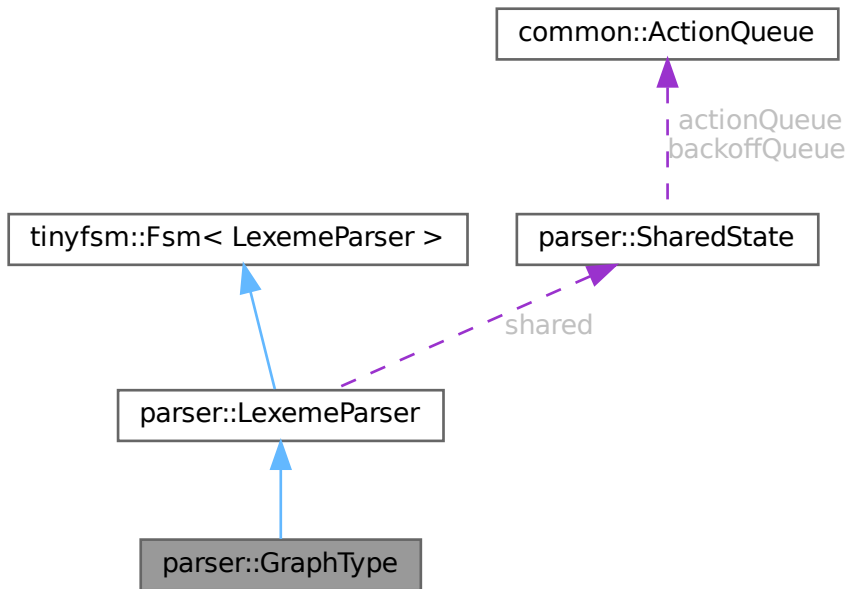 common::ActionQueue
actionQueue
backoffQueue
tinyfsm::Fsm< LexemeParser >
parser::SharedState
shared
parser::LexemeParser
parser::GraphType